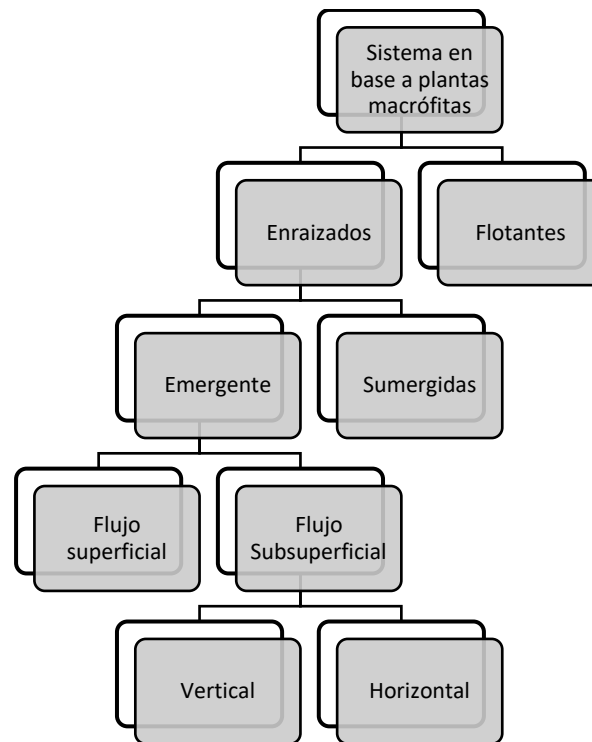 Sistema en
base a plantas
macrófitas
Enraizados
Flotantes
Emergente
Sumergidas
Flujo
superficial
Flujo
Subsuperficial
Vertical
Horizontal